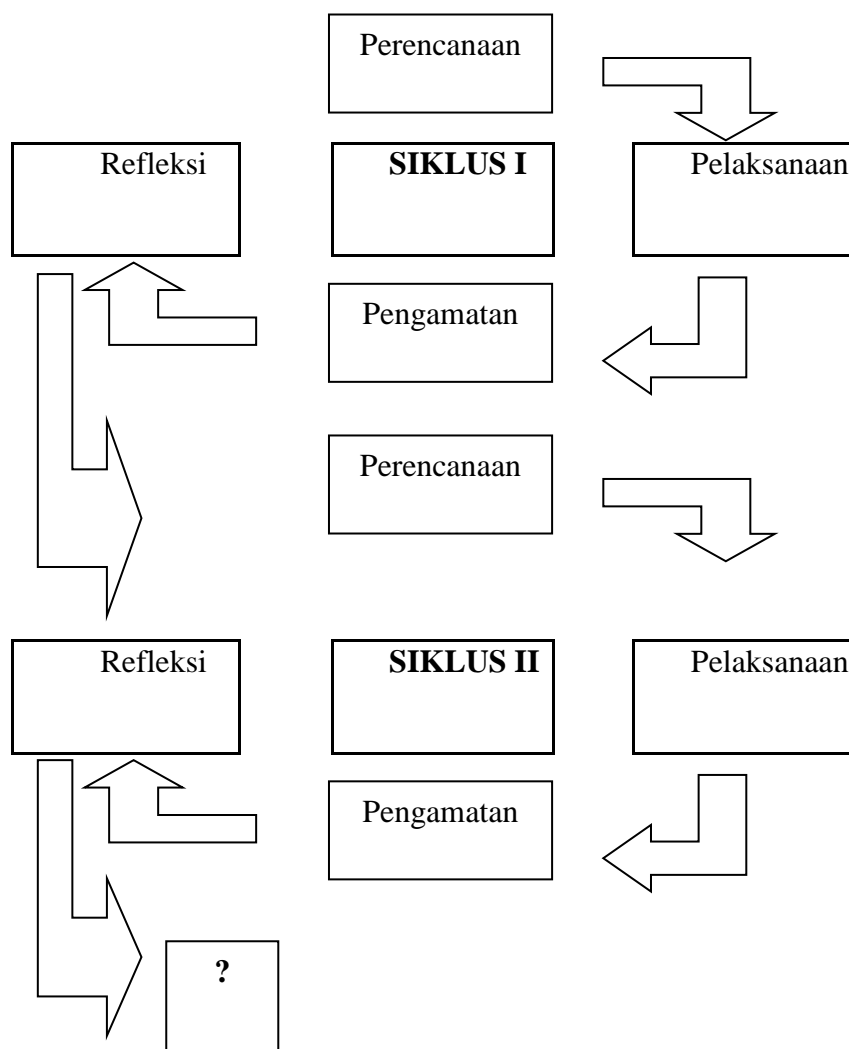 Perencanaan
Refleksi
SIKLUS I
Pelaksanaan
Pengamatan
Perencanaan
Refleksi
SIKLUS II
Pelaksanaan
Pengamatan
?